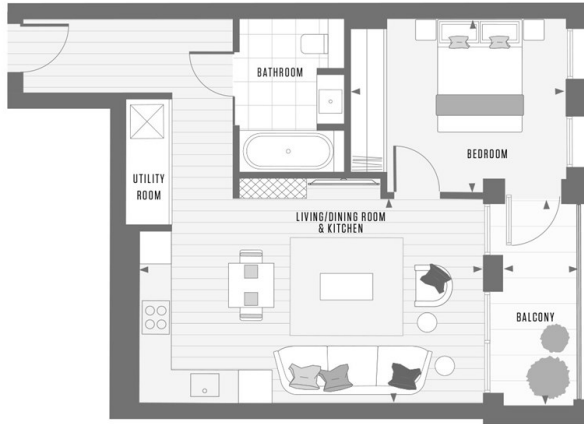 BATHROOM
BEDROOM
UTILITY
ROOM
LIVING/DINING ROOM
& KITCHEN
BALCONY